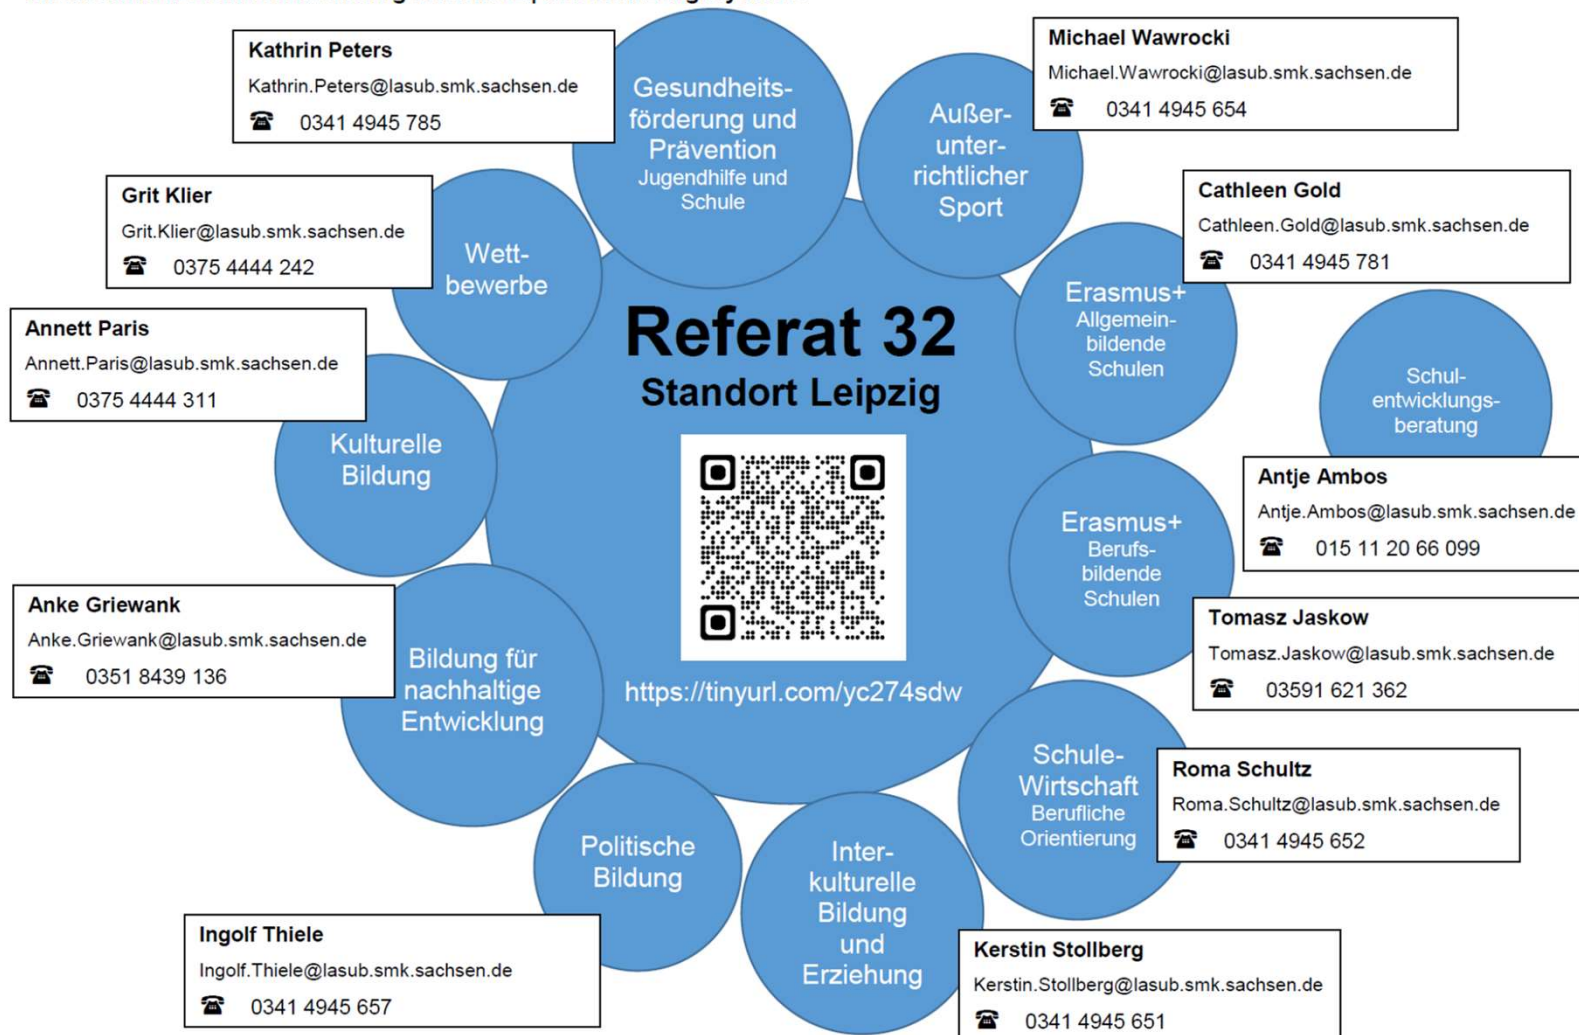 Kathrin Peters
Kathrin.Peters@lasub.smk.sachsen.de
☎ 0341 4945 785
Gesundheits-
förderung und
Prävention
Jugendhilfe und
Schule
Michael Wawrocki
Michael.Wawrocki@lasub.smk.sachsen.de
☎ 0341 4945 654
Außer-
unter-
richtlicher
Sport
Grit Klier
Grit.Klier@lasub.smk.sachsen.de
☎ 0375 4444 242
Wett-
bewerbe
Cathleen Gold
Cathleen.Gold@lasub.smk.sachsen.de
☎ 0341 4945 781
Erasmus+
Allgemein-
bildende
Schulen
Referat 32
Standort Leipzig
https://tinyurl.com/yc274sdw
Annett Paris
Annett.Paris@lasub.smk.sachsen.de
☎ 0375 4444 311
Kulturelle
Bildung
Schul-
entwicklungs-
beratung
Antje Ambos
Antje.Ambos@lasub.smk.sachsen.de
☎ 015 11 20 66 099
Erasmus+
Berufs-
bildende
Schulen
Tomasz Jaskow
Tomasz.Jaskow@lasub.smk.sachsen.de
☎ 03591 621 362
Anke Griewank
Anke.Griewank@lasub.smk.sachsen.de
☎ 0351 8439 136
Bildung für
nachhaltige
Entwicklung
Schule-
Wirtschaft
Berufliche
Orientierung
Roma Schultz
Roma.Schultz@lasub.smk.sachsen.de
☎ 0341 4945 652
Politische
Bildung
Ingolf Thiele
Ingolf.Thiele@lasub.smk.sachsen.de
☎ 0341 4945 657
Inter-
kulturelle
Bildung
und
Erziehung
Kerstin Stollberg
Kerstin.Stollberg@lasub.smk.sachsen.de
☎ 0341 4945 651